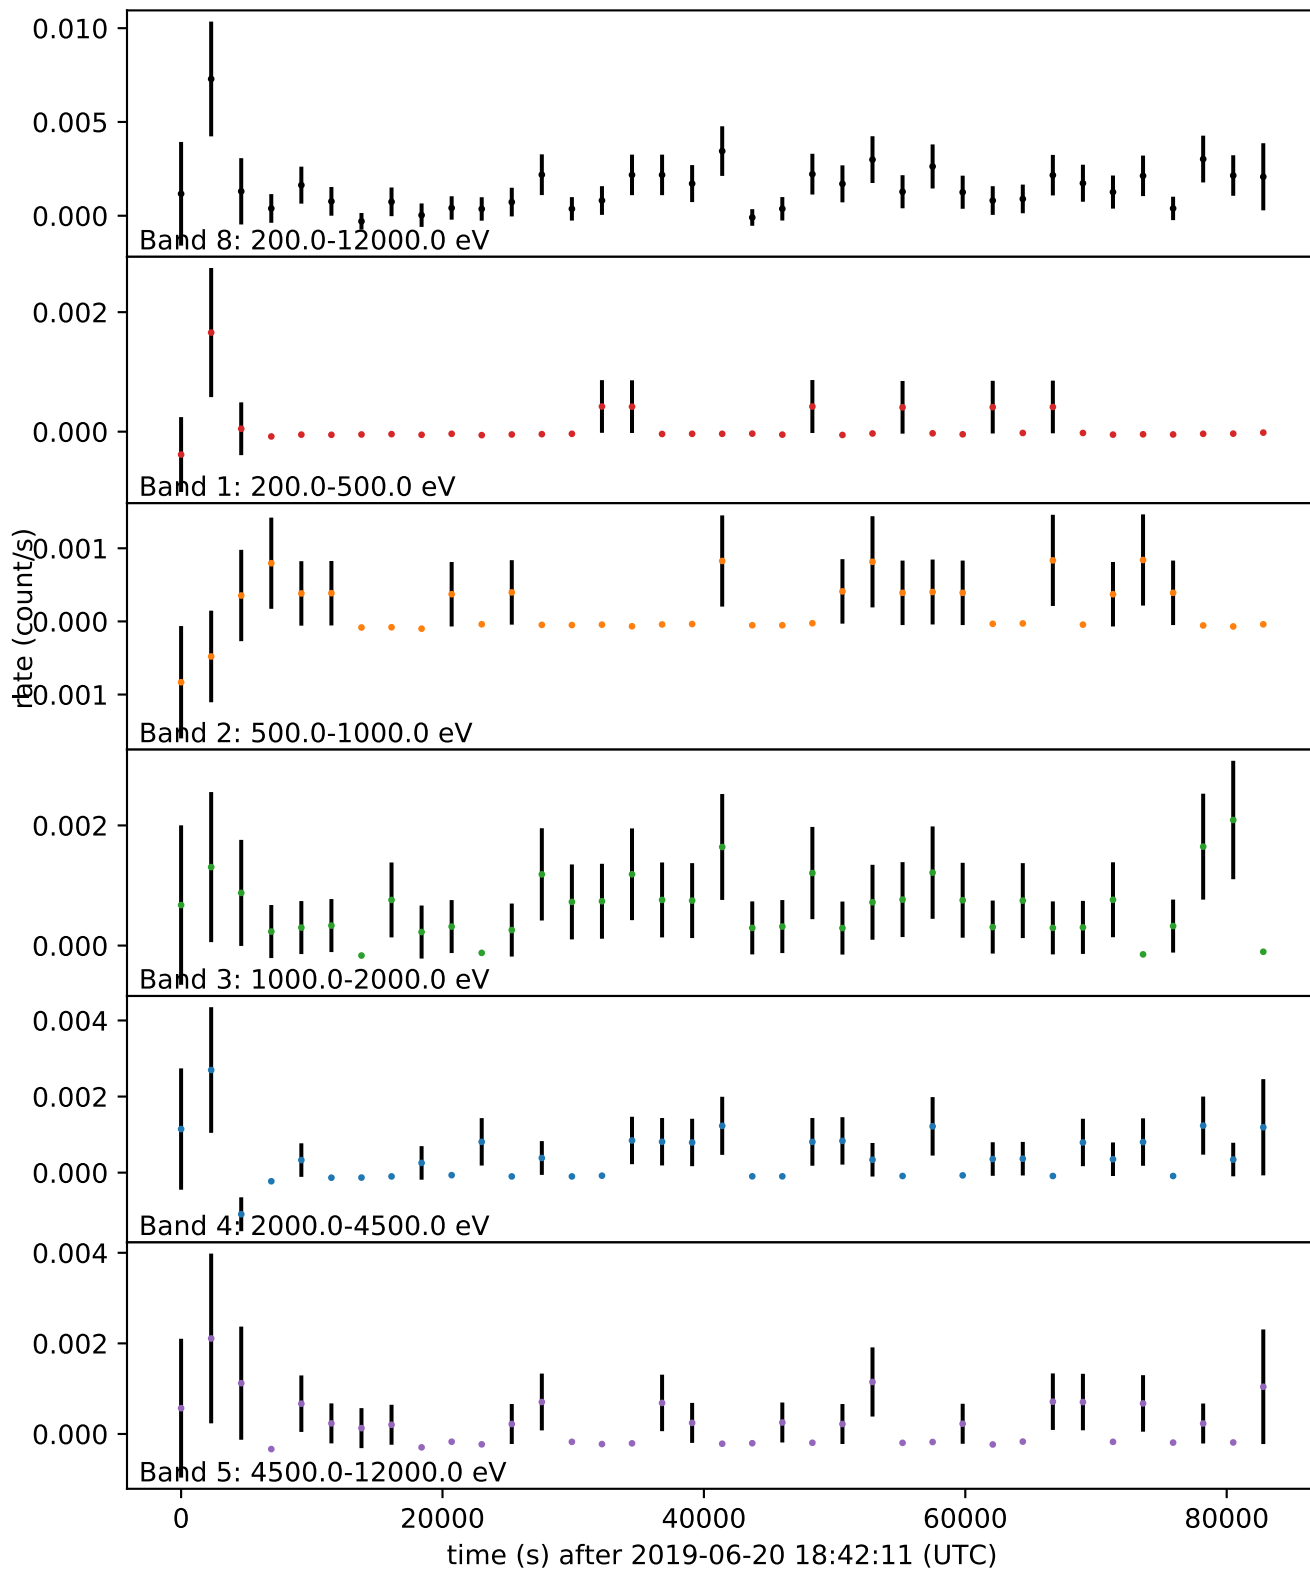 0.010
0.005
0.000
Band 8: 200.0-12000.0 eV
0.002
0.000
Band 1: 200.0-500.0 eV
0.001
0.000
0.001
rate (count/s)
Band 2: 500.0-1000.0 eV
0.002
0.000
Band 3: 1000.0-2000.0 eV
0.004
0.002
0.000
Band 4: 2000.0-4500.0 eV
0.004
0.002
0.000
Band 5: 4500.0-12000.0 eV
0 20000 40000 60000 80000
time (s) after 2019-06-20 18:42:11 (UTC)